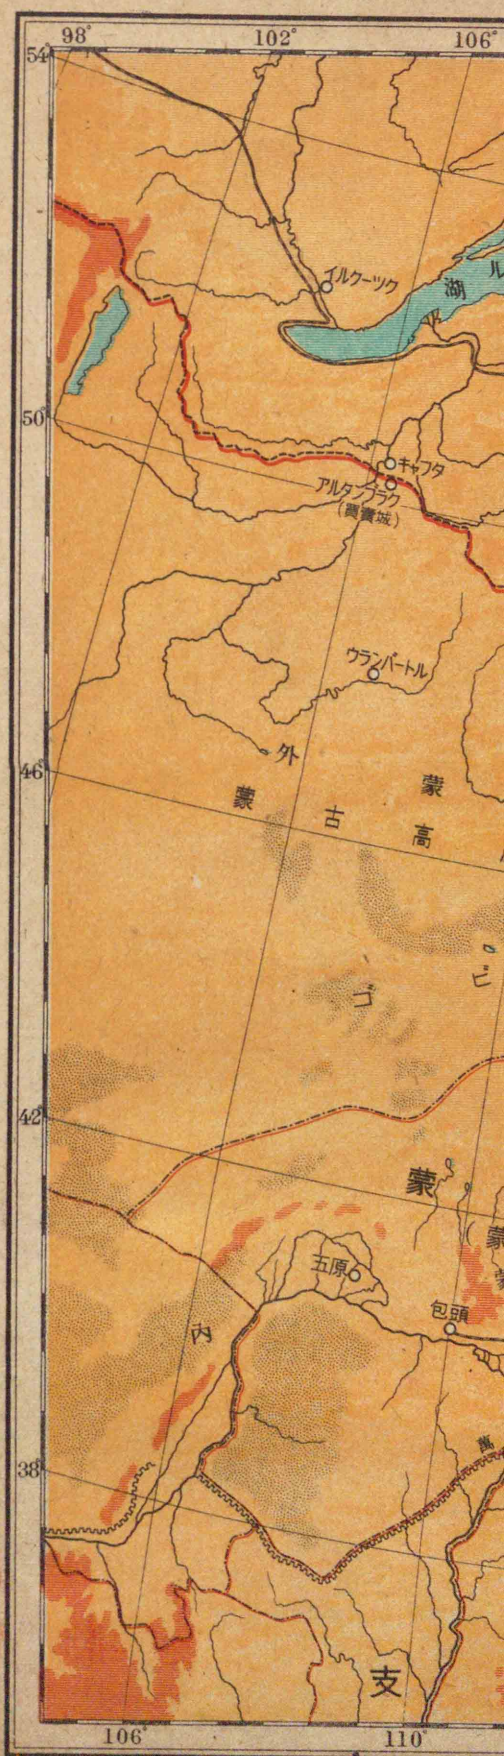 98° 102° 106°
54°
イルクーツク
湖 ル
50°
キャフタ
アルタンブラク
(買賣城)
ウランバートル
外
46°
蒙
蒙 古 高
ゴ ビ
42°
蒙
(蒙
五原
包頭
内
38°
萬
支
106° 110°